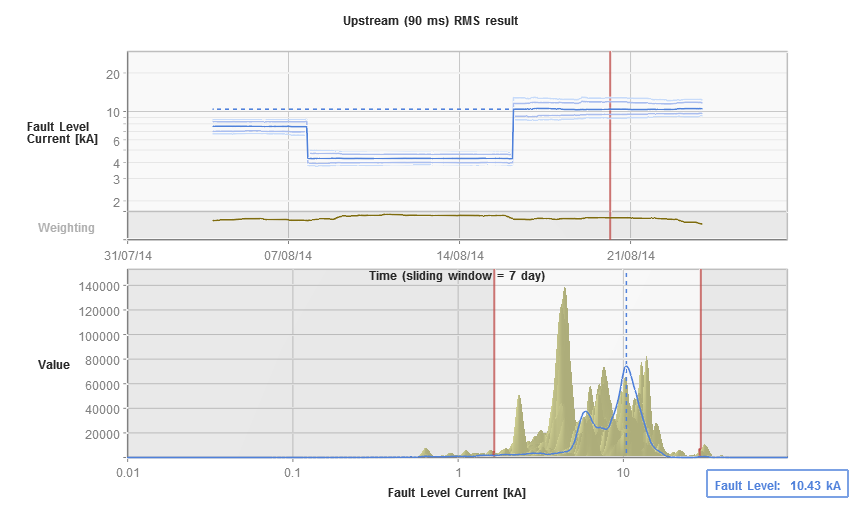 Upstream (90 ms) RMS result
20
10
Fault Level
Current [kA]
6
4
3
2
Weighting
31/07/14 07/08/14 14/08/14 21/08/14
Time (sliding window = 7 day)
140000
120000
100000
80000
Value
60000
40000
20000
0.01 0.1 1 10
Fault Level: 10.43 kA
Fault Level Current [kA]